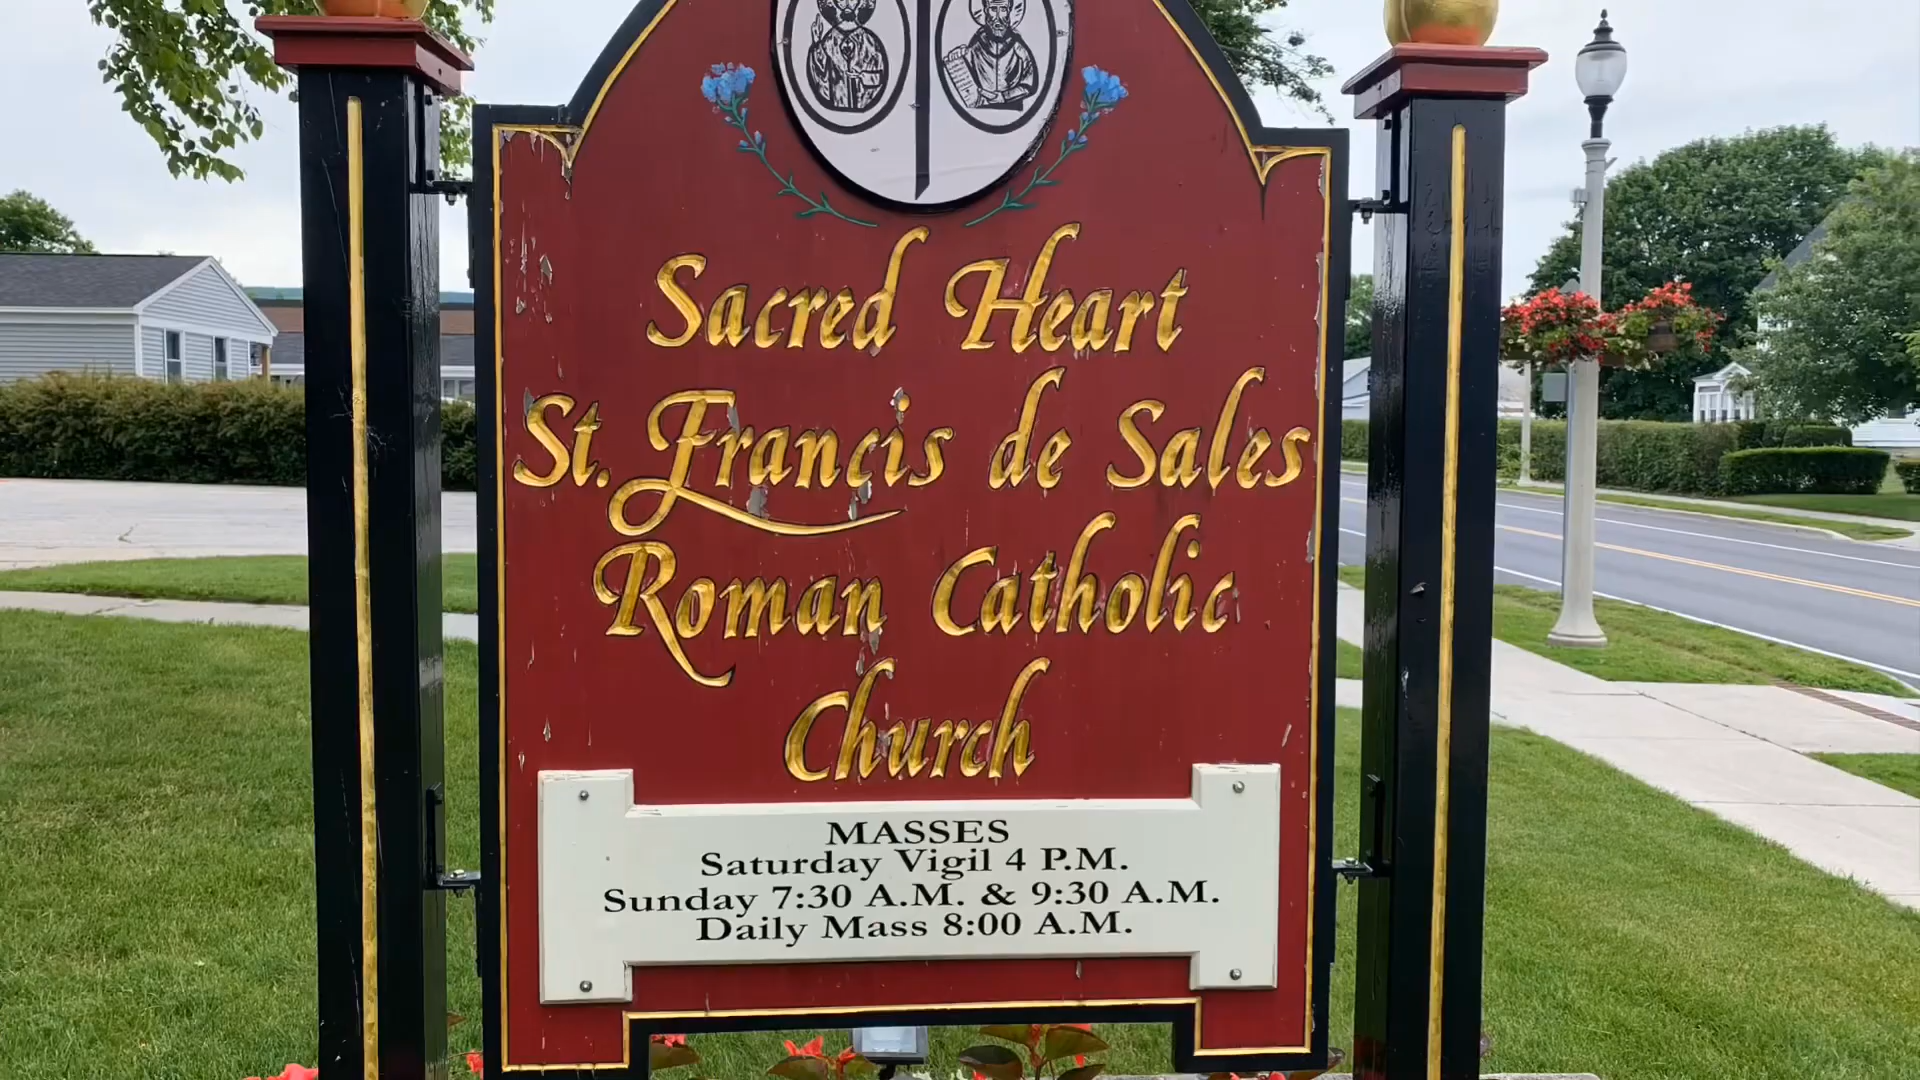 Sacred Heart
St. Francis de Sales
Roman Catholic
Church
MASSES
Saturday Vigil 4 P.M.
Sunday 7:30 A.M. & 9:30 A.M.
Daily Mass 8:00 A.M.